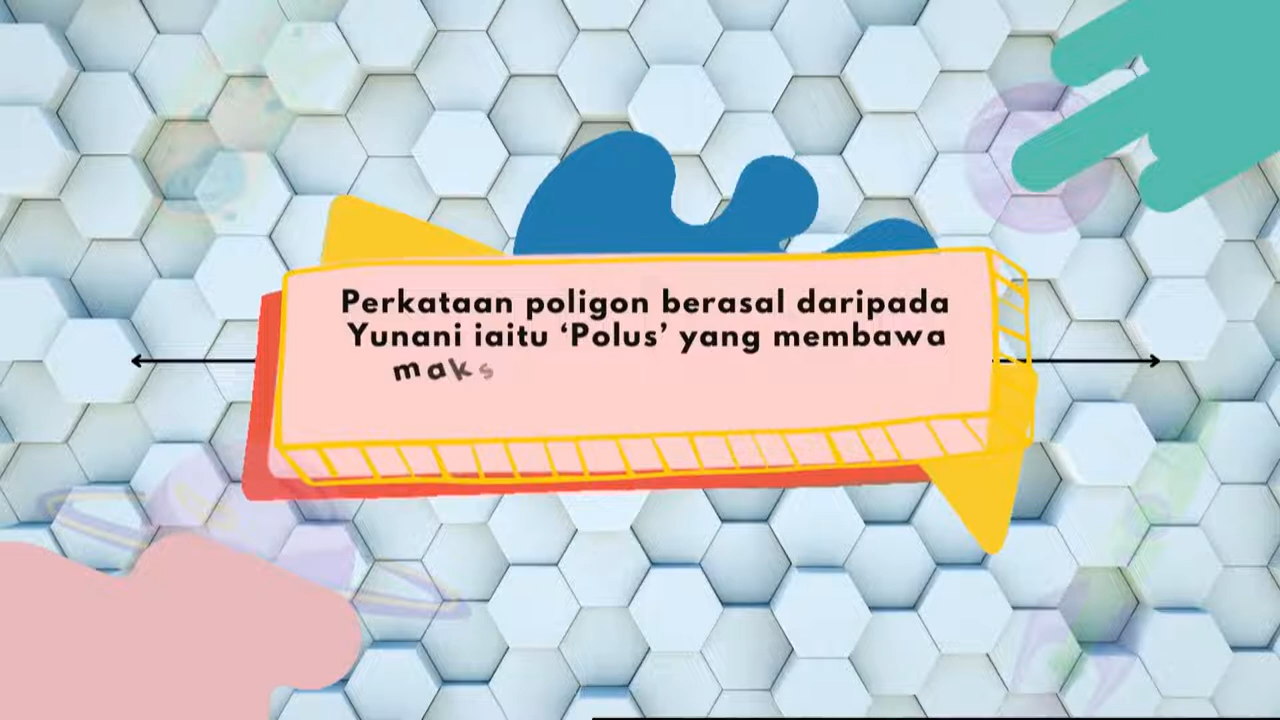 Perkataan poligon berasal daripada
Yunani iaitu ‘Polus’ yang membawa
maks